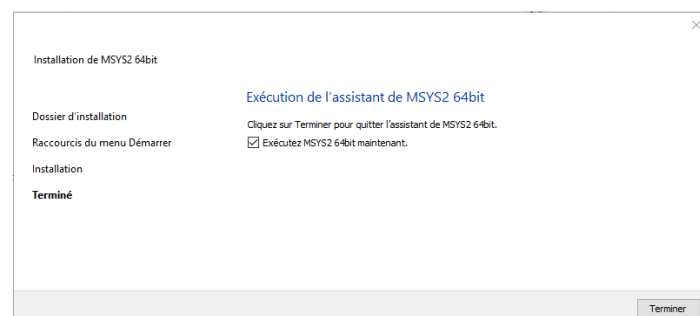 Installation de MSYS2 64bit
Exécution de l'assistant de MSYS2 64bit
Dossier d'installation
Cliquez sur Terminer pour quitter l'assistant de MSYS2 64bit.
Raccourcis du menu Démarrer
Exécutez MSYS2 64bit maintenant.
Installation
Terminé
Terminer